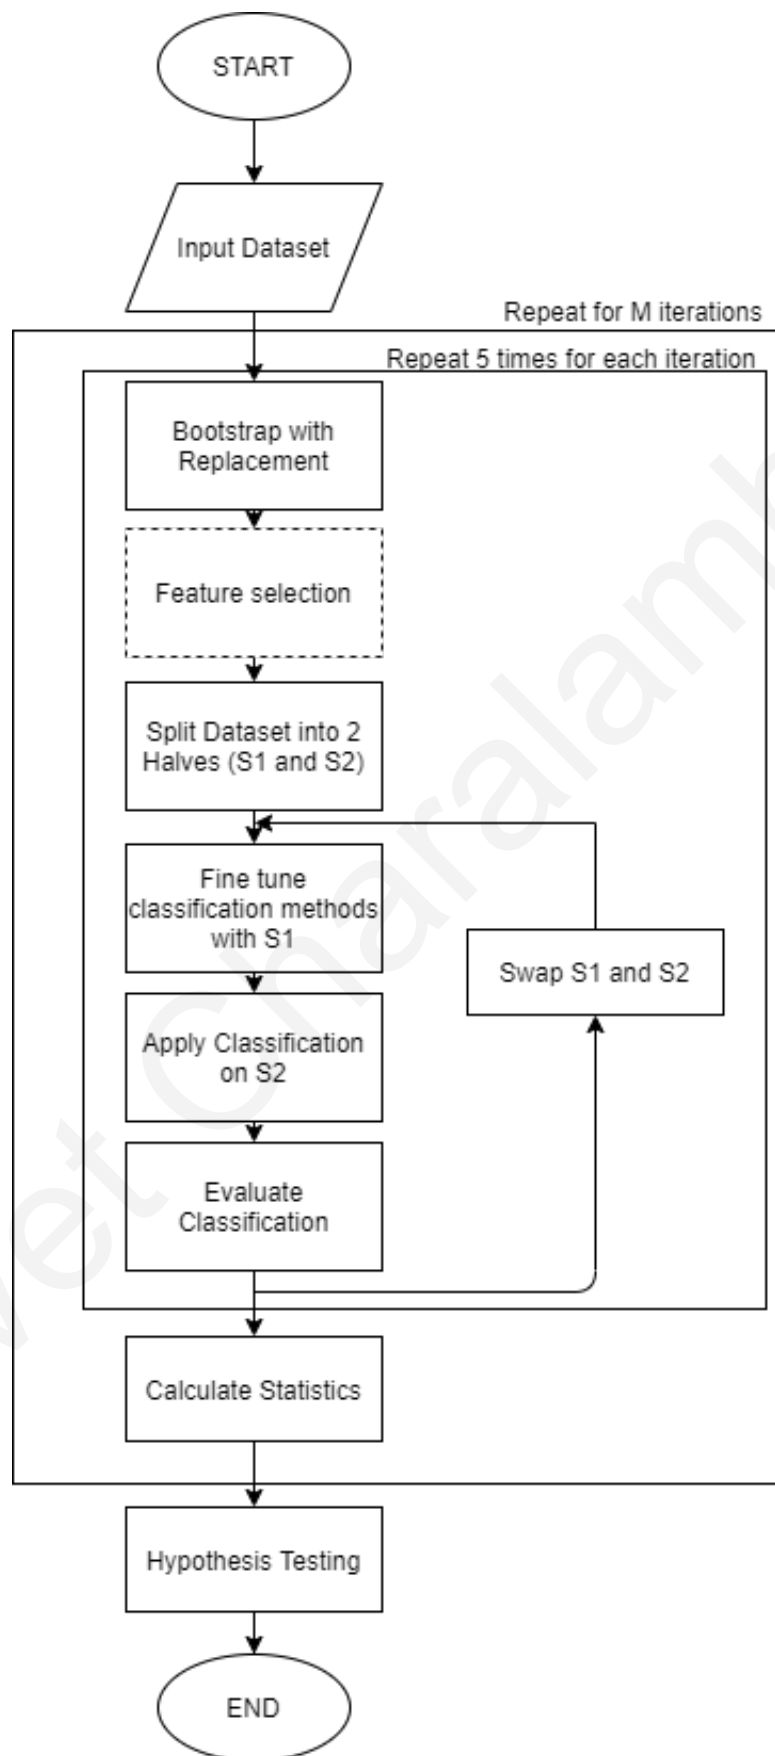 START
Input Dataset
Repeat for M iterations
Repeat 5 times for each iteration
Bootstrap with
Replacement
Feature selection
Split Dataset into 2
Halves (S1 and S2)
Fine tune
classification methods
with S1
Swap S1 and S2
Apply Classification
on S2
Evaluate
Classification
Calculate Statistics
Hypothesis Testing
END